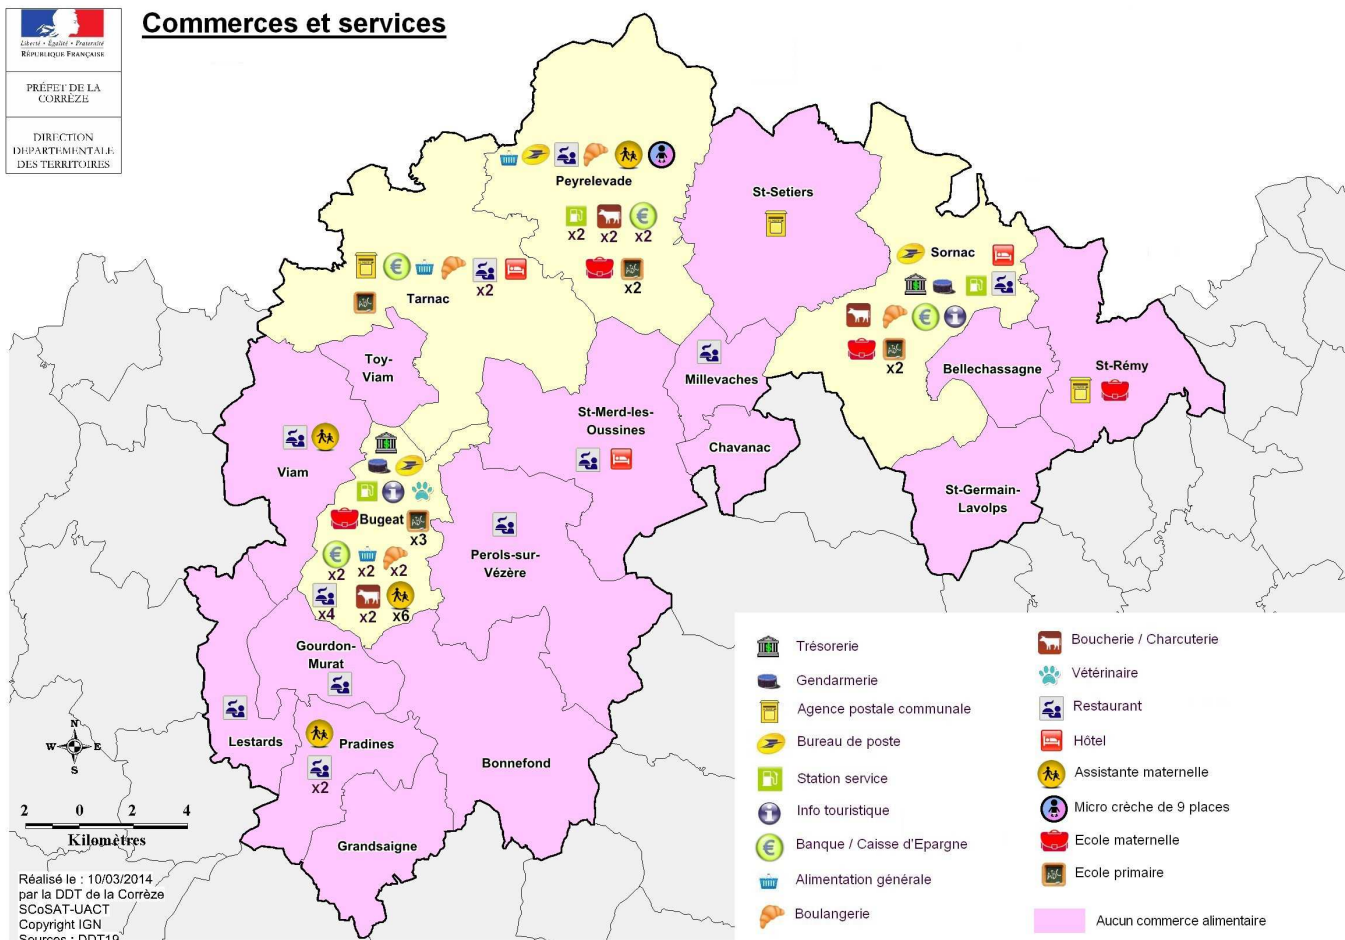 Commerces et services
Liberté • Égalité • Fraternité
RÉPUBLIQUE FRANÇAISE
PRÉFET DE LA
CORRÈZE
DIRECTION
DEPARTEMENTALE
DES TERRITOIRES
Peyrelevade
x2 x2 x2
x2
St-Setiers
Sornac
x2
Tarnac
x2
Toy-
Viam
Millevaches
Bellechassagne
St-Rémy
St-Merd-les-
Oussines
Chavanac
Viam
St-Germain-
Lavolps
Bugeat
x3
x2 x2 x2
x4 x2 x6
Perols-sur-
Vézère
Gourdon-
Murat
Lestards
Pradines
x2
Bonnefond
Grandsaigne
N
W E
S
2 0 2 4
Kilomètres
Réalisé le : 10/03/2014
par la DDT de la Corrèze
SCoSAT-UACT
Copyright IGN
Sources : DDT19
Trésorerie
Gendarmerie
Agence postale communale
Bureau de poste
Station service
Info touristique
Banque / Caisse d'Epargne
Alimentation générale
Boulangerie
Boucherie / Charcuterie
Vétérinaire
Restaurant
Hôtel
Assistante maternelle
Micro crèche de 9 places
Ecole maternelle
Ecole primaire
Aucun commerce alimentaire